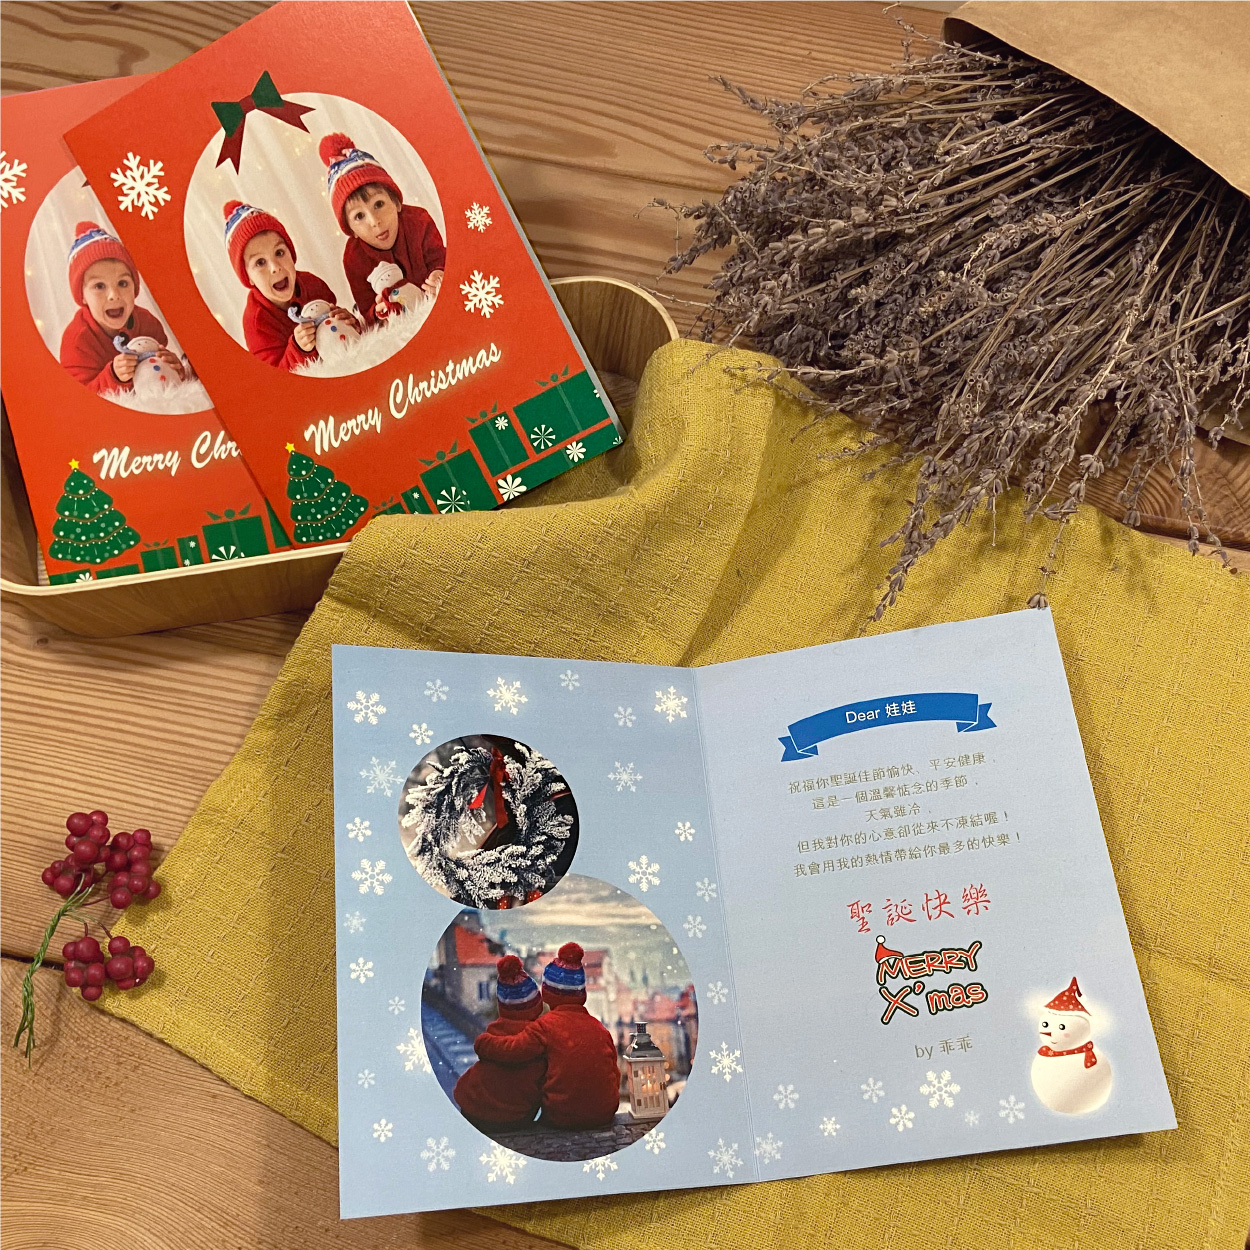 Merry Chr
Merry Christmas
Dear 娃娃
祝福你聖誕佳節愉快、平安健康，
這是一個溫馨惦念的季節，
天氣雖冷，
但我對你的心意卻從來不凍結喔！
我會用我的熱情帶給你最多的快樂！
聖誕快樂
MERRY
X'mas
by 乖乖